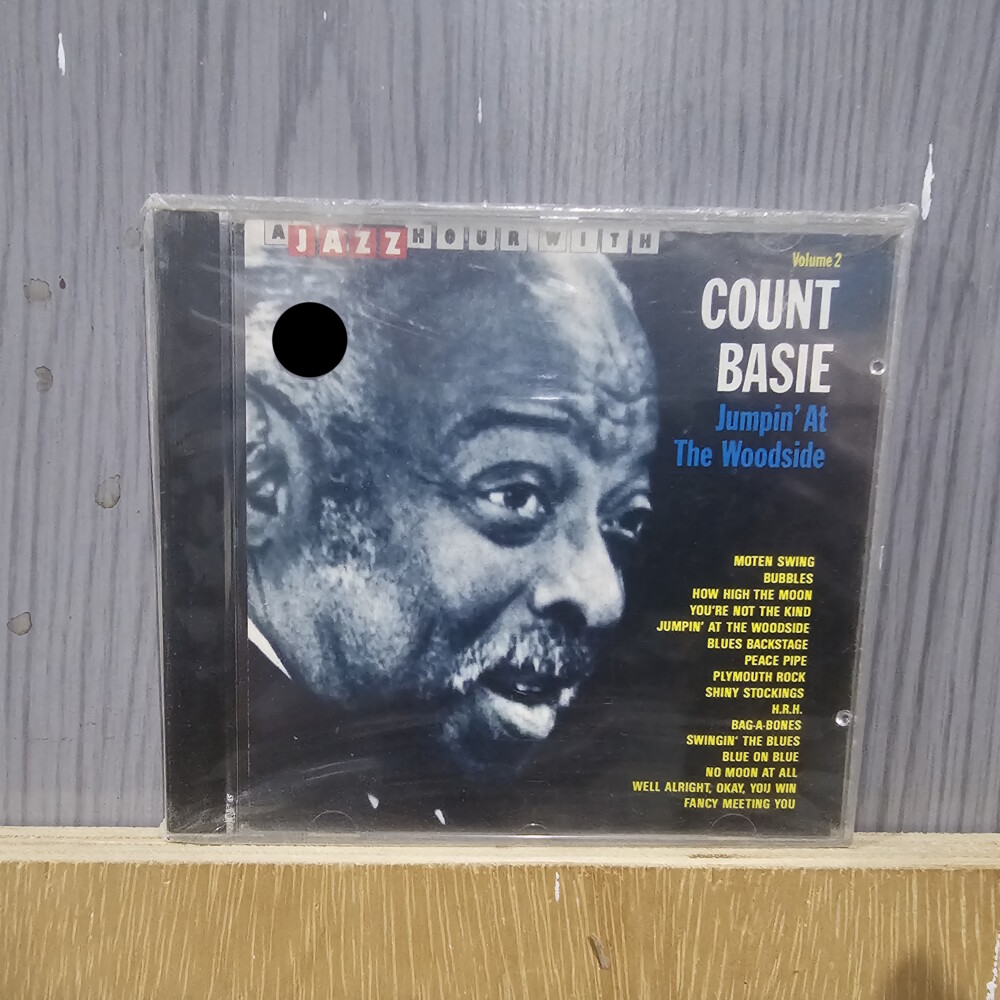 A JAZZ HOUR WITH
Volume 2
COUNT
BASIE
Jumpin' At
The Woodside
MOTEN SWING
BUBBLES
HOW HIGH THE MOON
YOU'RE NOT THE KIND
JUMPIN' AT THE WOODSIDE
BLUES BACKSTAGE
PEACE PIPE
PLYMOUTH ROCK
SHINY STOCKINGS
H.R.H.
BAG-A-BONES
SWINGIN' THE BLUES
BLUE ON BLUE
NO MOON AT ALL
WELL ALRIGHT, OKAY, YOU WIN
FANCY MEETING YOU